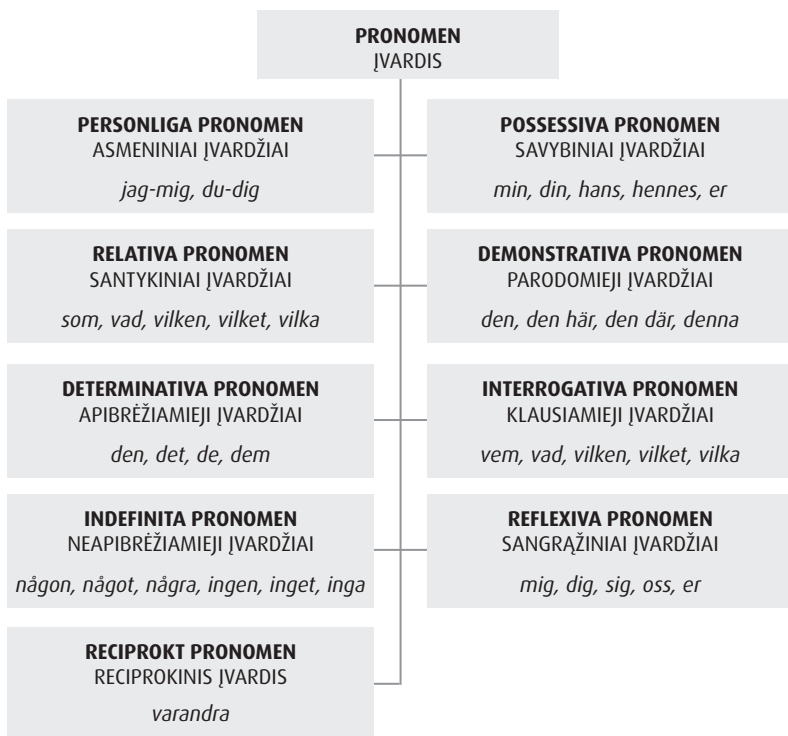 PRONOMEN
ĮVARDIS
PERSONLIGA PRONOMEN
ASMENINIAI ĮVARDŽIAI
jag-mig, du-dig
POSSESSIVA PRONOMEN
SAVYBINIAI ĮVARDŽIAI
min, din, hans, hennes, er
RELATIVA PRONOMEN
SANTYKINIAI ĮVARDŽIAI
som, vad, vilken, vilket, vilka
DEMONSTRATIVA PRONOMEN
PARODOMIEJI ĮVARDŽIAI
den, den här, den där, denna
DETERMINATIVA PRONOMEN
APIBRĖŽIAMIEJI ĮVARDŽIAI
den, det, de, dem
INTERROGATIVA PRONOMEN
KLAUSIAMIEJI ĮVARDŽIAI
vem, vad, vilken, vilket, vilka
INDEFINITA PRONOMEN
NEAPIBRĖŽIAMIEJI ĮVARDŽIAI
någon, något, några, ingen, inget, inga
REFLEXIVA PRONOMEN
SANGRĄŽINIAI ĮVARDŽIAI
mig, dig, sig, oss, er
RECIPROKT PRONOMEN
RECIPROKINIS ĮVARDIS
varandra